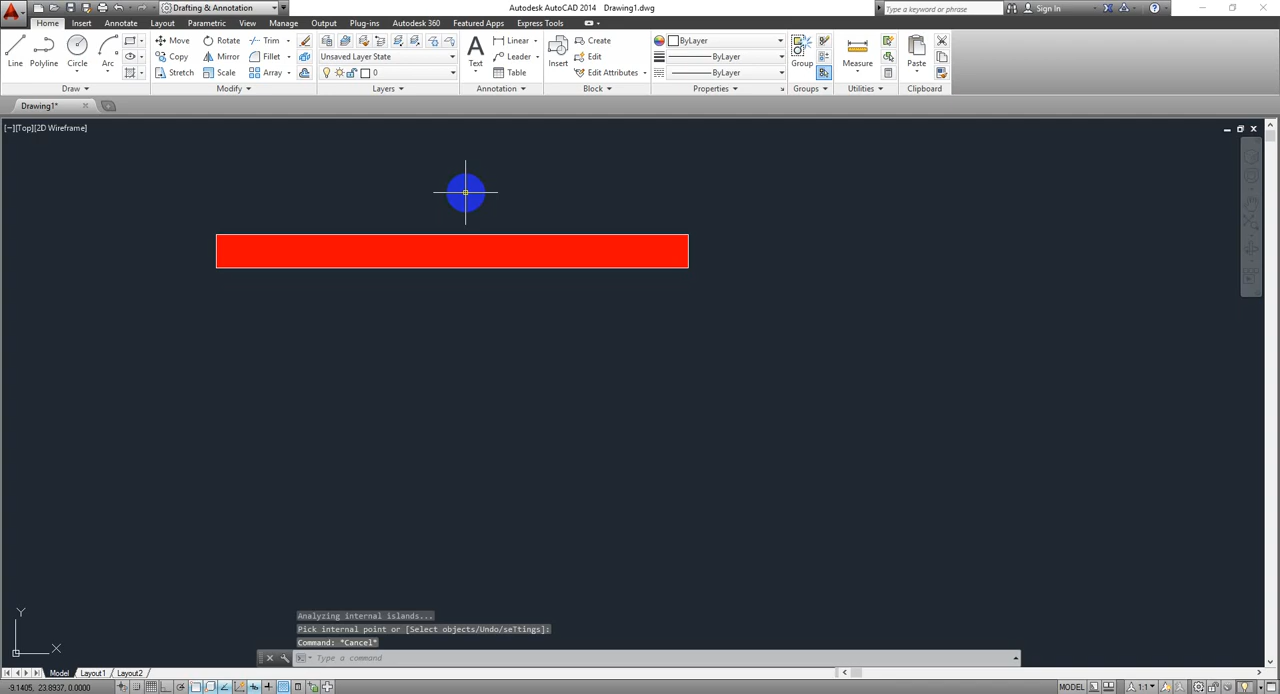 Drafting & Annotation
Autodesk AutoCAD 2014 Drawing1.dwg
Type a keyword or phrase
Sign In
Home Insert Annotate Layout Parametric View Manage Output Plug-ins Autodesk 360 Featured Apps Express Tools
Line Polyline Circle Arc
Move Rotate Trim
Copy Mirror Fillet
Stretch Scale Array
Unsaved Layer State
0
Text
Linear
Leader
Table
Insert
Create
Edit
Edit Attributes
ByLayer
ByLayer
ByLayer
Group
Measure
Paste
Draw Modify Layers Annotation Block Properties Groups Utilities Clipboard
Drawing1*
[−][Top][2D Wireframe]
Y
X
Analyzing internal islands...
Pick internal point or [Select objects/Undo/seTtings]:
Command: *Cancel*
Type a command
Model Layout1 Layout2
-9.1405, 23.8937, 0.0000
MODEL
1:1